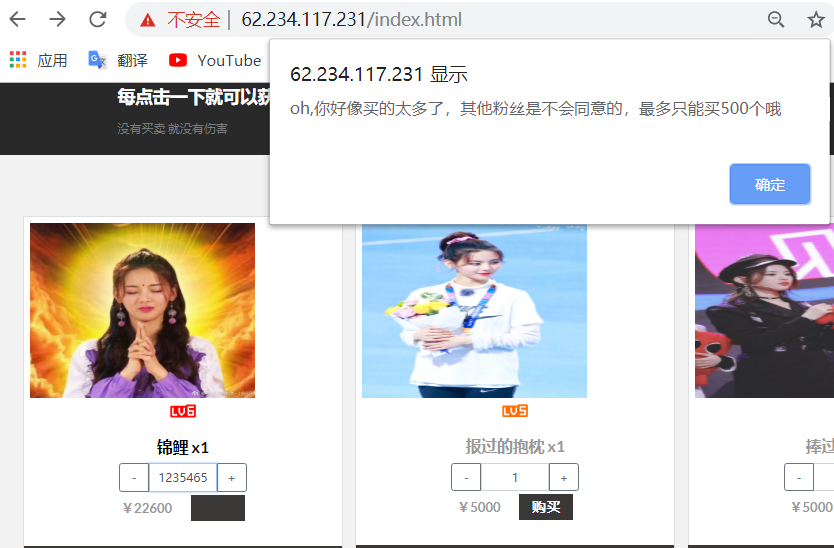 不安全 | 62.234.117.231/index.html
应用 翻译 YouTube
62.234.117.231 显示
oh,你好像买的太多了，其他粉丝是不会同意的，最多只能买500个哦
确定
每点击一下就可以获
没有买卖 就没有伤害
LV6
锦鲤 x1
- 1235465 +
￥22600
LV5
报过的抱枕 x1
- 1 +
￥5000 购买
捧过
-
￥5000